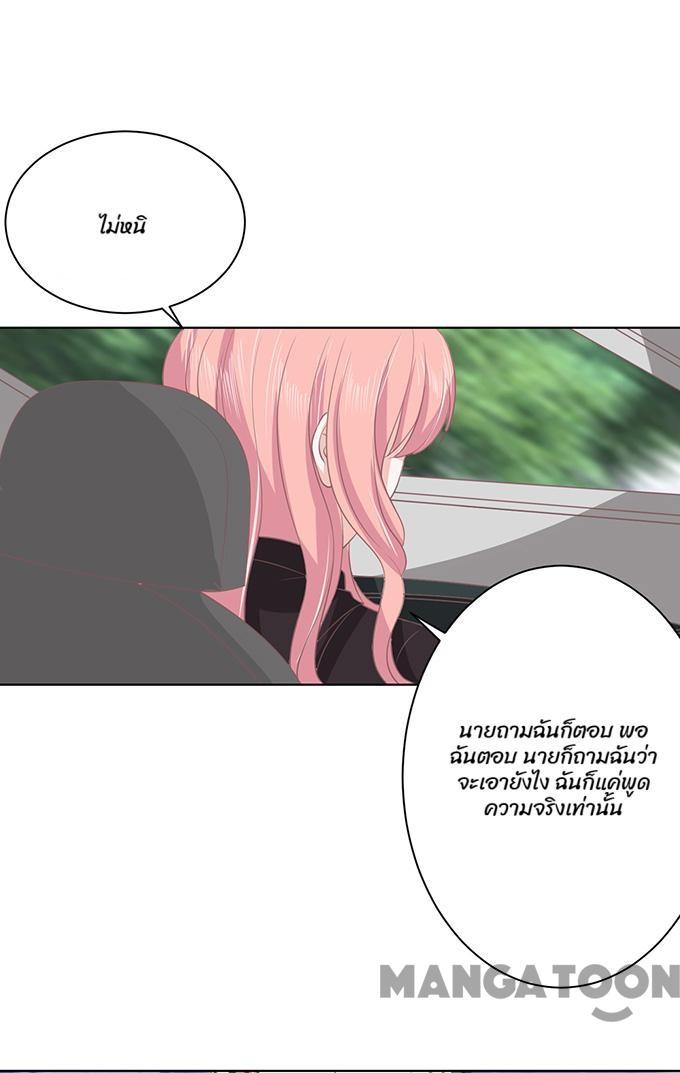 ไม่หนิ
นายถามฉันก็ตอบ พอ
ฉันตอบ นายก็ถามฉันว่า
จะเอายังไง ฉันก็แค่พูด
ความจริงเท่านั้น
MANGATOON